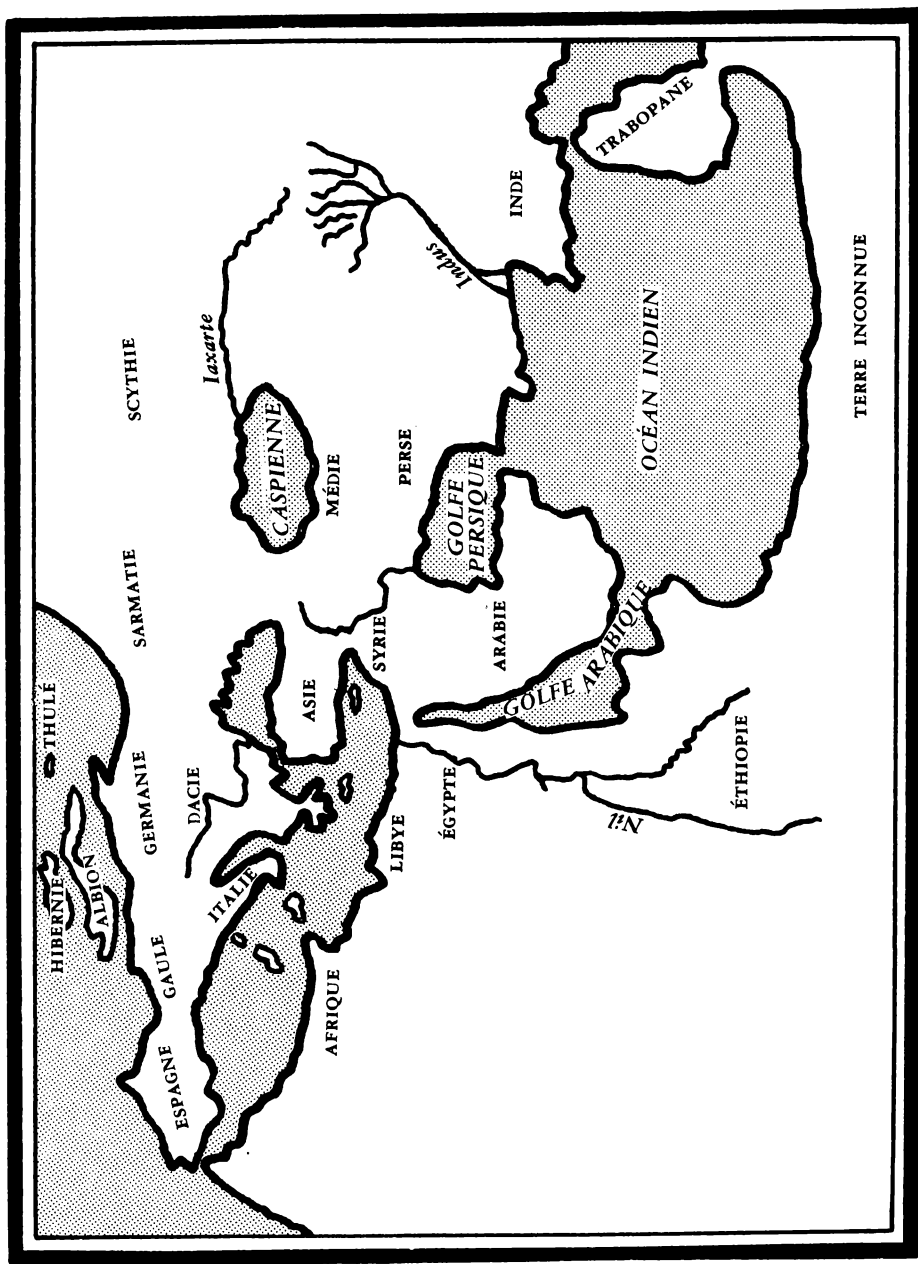 THULÉ
HIBERNIE
ALBION
SCYTHIE
SARMATIE
GERMANIE
GAULE
ESPAGNE
DACIE
ITALIE
Iaxarte
CASPIENNE
MÉDIE
ASIE
SYRIE
PERSE
Indus
INDE
TRABOPANE
GOLFE
PERSIQUE
ARABIE
AFRIQUE
LIBYE
ÉGYPTE
GOLFE ARABIQUE
OCÉAN INDIEN
Nil
ÉTHIOPIE
TERRE INCONNUE